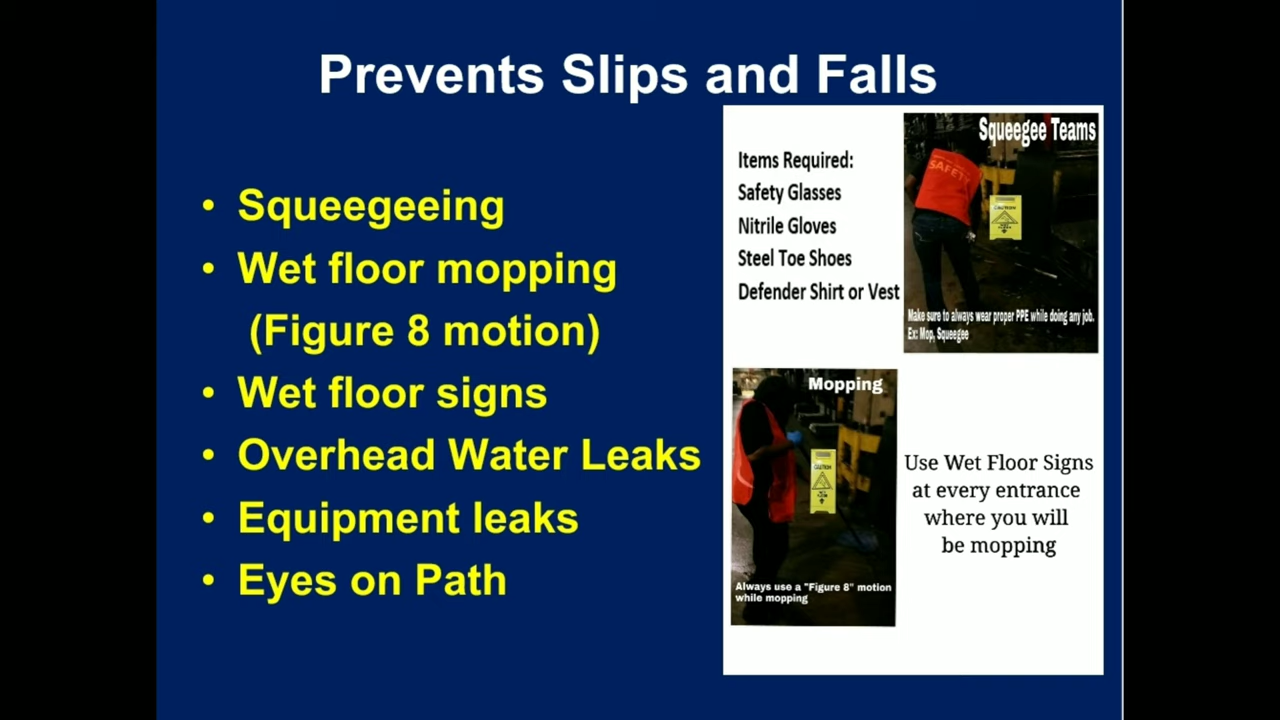 Prevents Slips and Falls
• Squeegeeing
• Wet floor mopping
(Figure 8 motion)
• Wet floor signs
• Overhead Water Leaks
• Equipment leaks
• Eyes on Path
Items Required:
Safety Glasses
Nitrile Gloves
Steel Toe Shoes
Defender Shirt or Vest
Squeegee Teams
SAFETY
CAUTION
Make sure to always wear proper PPE while doing any job.
Ex: Mop, Squeegee
Mopping
CAUTION
Always use a "Figure 8" motion
while mopping
Use Wet Floor Signs
at every entrance
where you will
be mopping